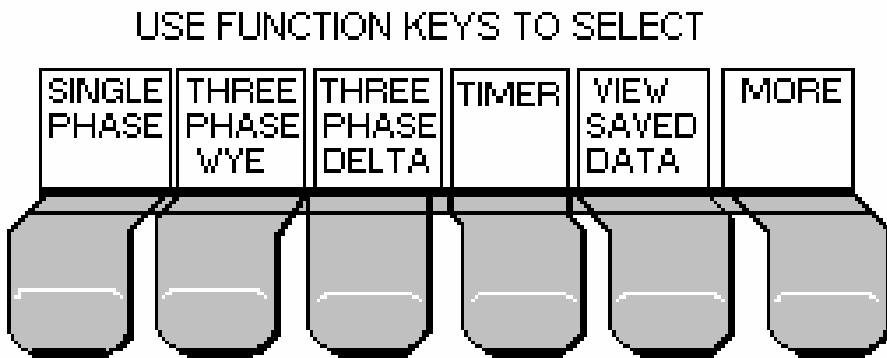 USE FUNCTION KEYS TO SELECT
SINGLE
PHASE
THREE
PHASE
WYE
THREE
PHASE
DELTA
TIMER
VIEW
SAVED
DATA
MORE